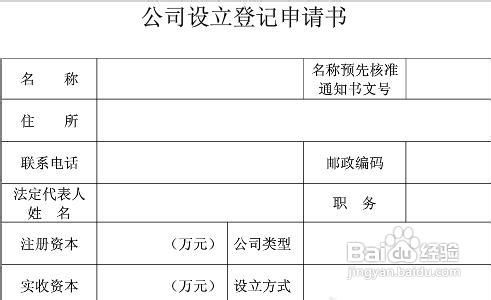 公司设立登记申请书
名 称
名称预先核准
通知书文号
住 所
联系电话
邮政编码
法定代表人
姓 名
职 务
注册资本
（万元）
公司类型
实收资本
（万元）
设立方式
Baidu经验
jingyan.baidu.com